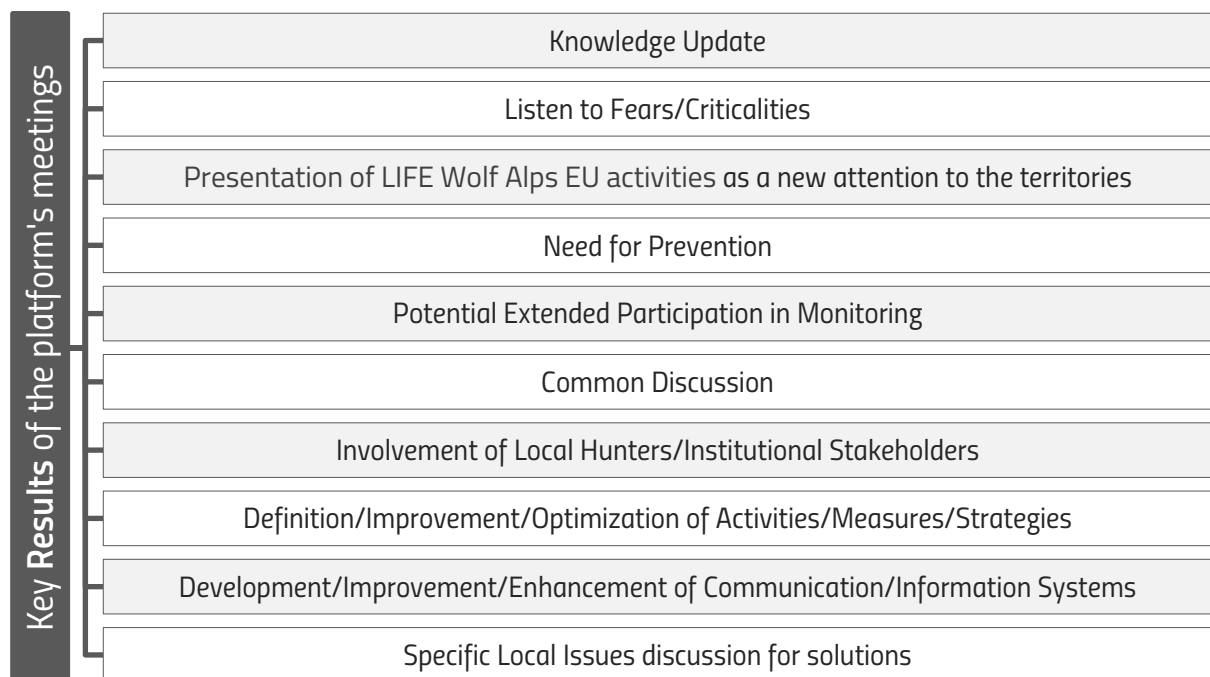 Key Results of the platform's meetings
Knowledge Update
Listen to Fears/Criticalities
Presentation of LIFE Wolf Alps EU activities as a new attention to the territories
Need for Prevention
Potential Extended Participation in Monitoring
Common Discussion
Involvement of Local Hunters/Institutional Stakeholders
Definition/Improvement/Optimization of Activities/Measures/Strategies
Development/Improvement/Enhancement of Communication/Information Systems
Specific Local Issues discussion for solutions